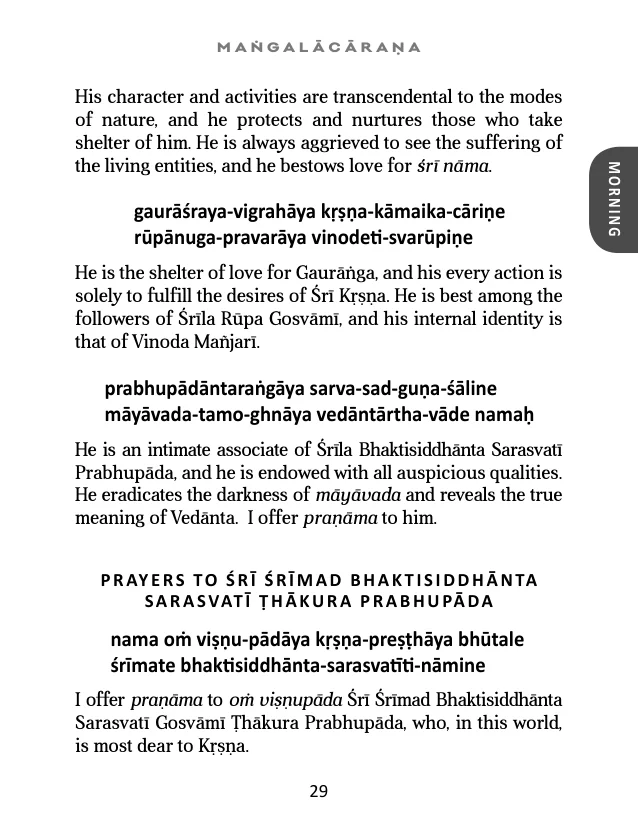 MAṄGALĀCĀRAṆA
His character and activities are transcendental to the modes
of nature, and he protects and nurtures those who take
shelter of him. He is always aggrieved to see the suffering of
the living entities, and he bestows love for śrī nāma.
MORNING
gaurāśraya-vigrahāya kṛṣṇa-kāmaika-cāriṇe
rūpānuga-pravarāya vinodeti-svarūpiṇe
He is the shelter of love for Gaurāṅga, and his every action is
solely to fulfill the desires of Śrī Kṛṣṇa. He is best among the
followers of Śrīla Rūpa Gosvāmī, and his internal identity is
that of Vinoda Mañjarī.
prabhupādāntaraṅgāya sarva-sad-guṇa-śāline
māyāvada-tamo-ghnāya vedāntārtha-vāde namaḥ
He is an intimate associate of Śrīla Bhaktisiddhānta Sarasvatī
Prabhupāda, and he is endowed with all auspicious qualities.
He eradicates the darkness of māyāvada and reveals the true
meaning of Vedānta. I offer praṇāma to him.
PRAYERS TO ŚRĪ ŚRĪMAD BHAKTISIDDHĀNTA
SARASVATĪ ṬHĀKURA PRABHUPĀDA
nama oṁ viṣṇu-pādāya kṛṣṇa-preṣṭhāya bhūtale
śrīmate bhaktisiddhānta-sarasvatīti-nāmine
I offer praṇāma to oṁ viṣṇupāda Śrī Śrīmad Bhaktisiddhānta
Sarasvatī Gosvāmī Ṭhākura Prabhupāda, who, in this world,
is most dear to Kṛṣṇa.
29